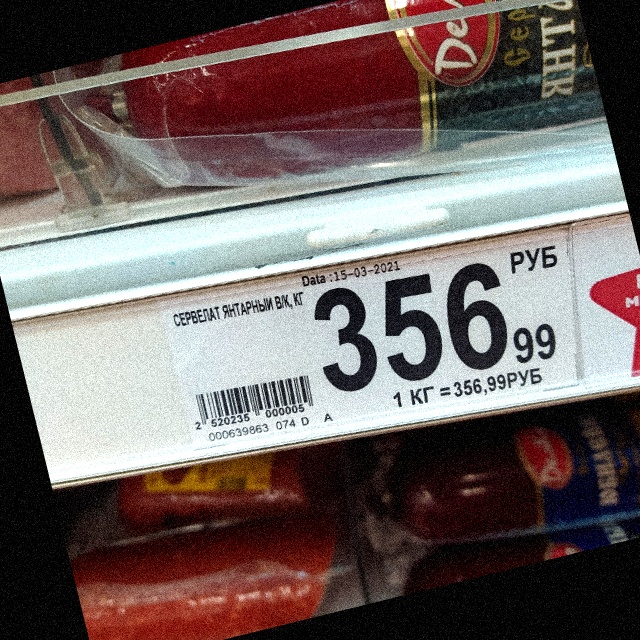 Data :15-03-2021
СЕРВЕЛАТ ЯНТАРНЫЙ В/К, КГ
356 99 РУБ
1 КГ =356,99РУБ
2 520235 000005
000639863 074 D A